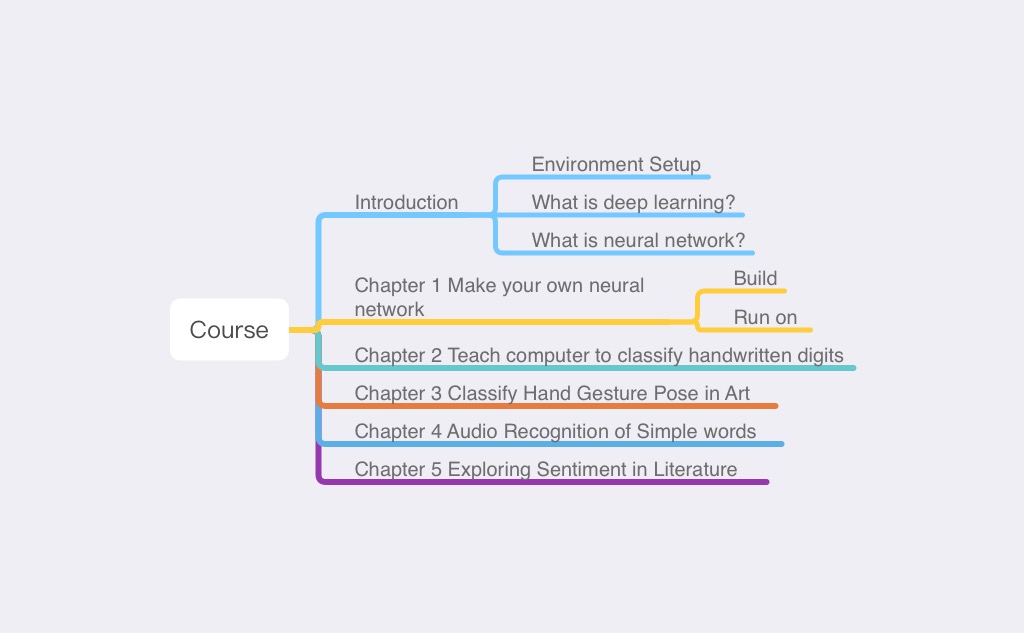 Course
Introduction
Environment Setup
What is deep learning?
What is neural network?
Chapter 1 Make your own neural
network
Build
Run on
Chapter 2 Teach computer to classify handwritten digits
Chapter 3 Classify Hand Gesture Pose in Art
Chapter 4 Audio Recognition of Simple words
Chapter 5 Exploring Sentiment in Literature